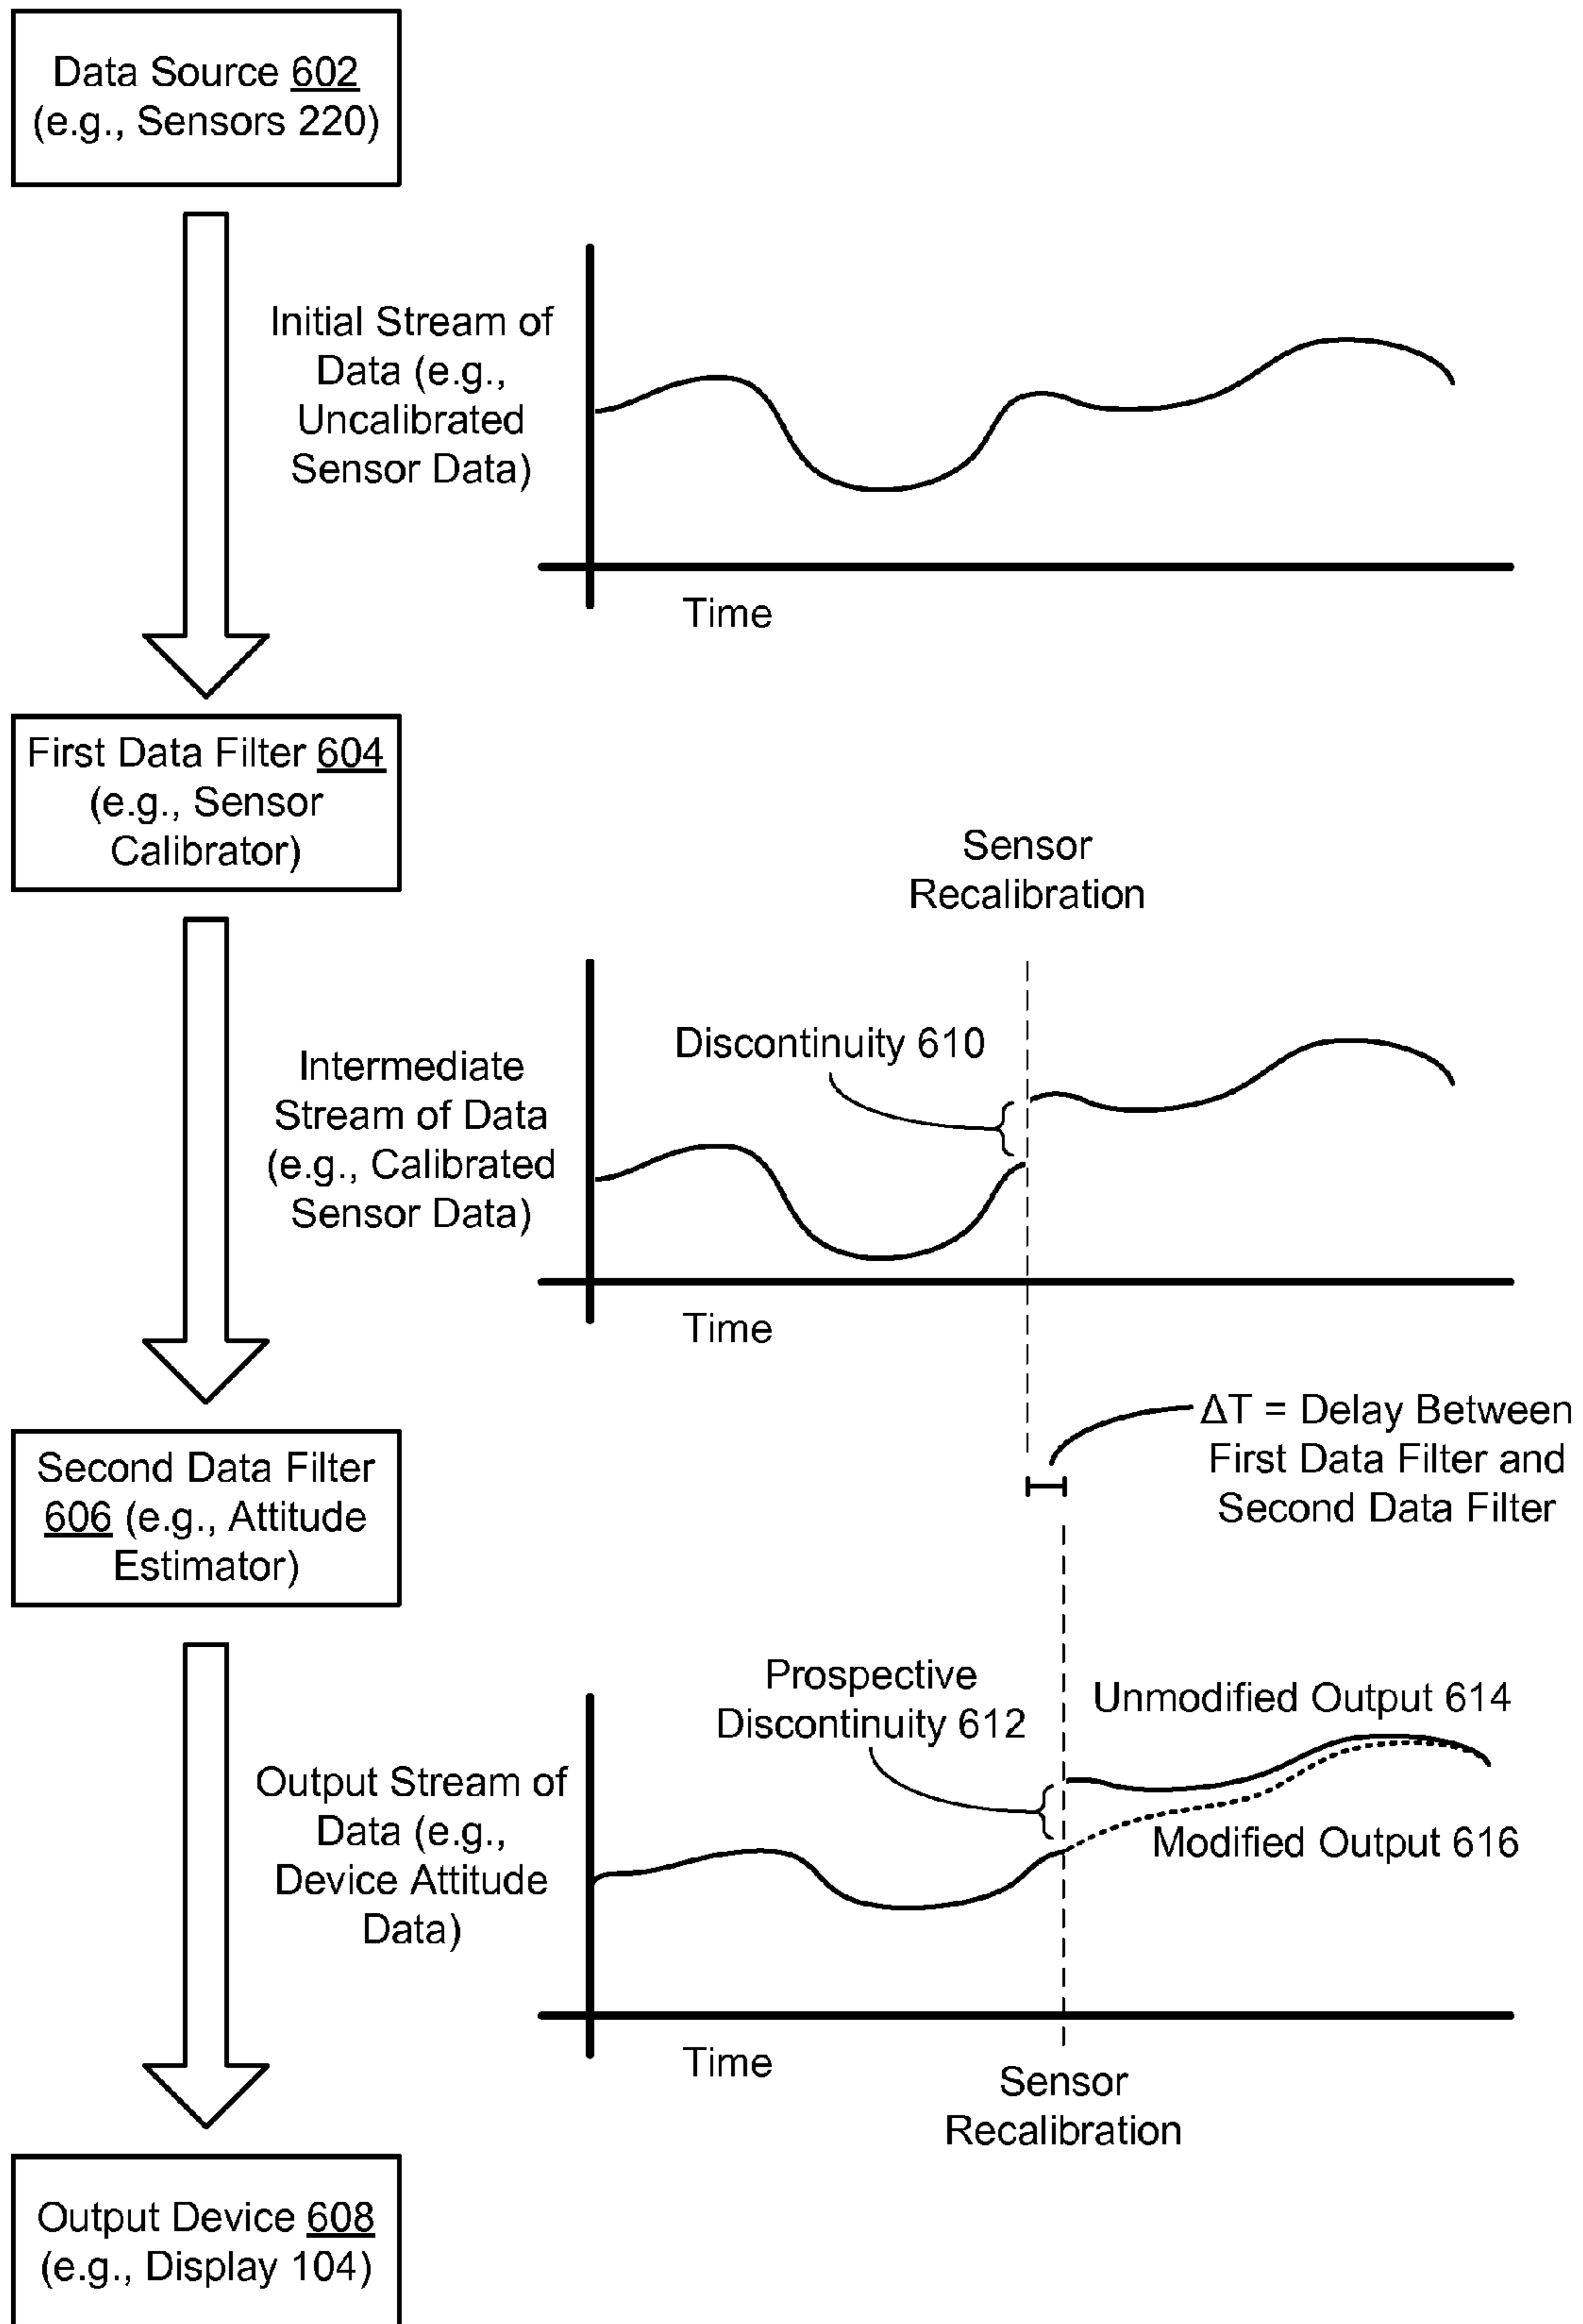 Data Source 602
(e.g., Sensors 220)
Initial Stream of
Data (e.g.,
Uncalibrated
Sensor Data)
Time
First Data Filter 604
(e.g., Sensor
Calibrator)
Sensor
Recalibration
Discontinuity 610
Intermediate
Stream of Data
(e.g., Calibrated
Sensor Data)
Time
ΔT = Delay Between
First Data Filter and
Second Data Filter
Second Data Filter
606 (e.g., Attitude
Estimator)
Prospective
Discontinuity 612
Unmodified Output 614
Output Stream of
Data (e.g.,
Device Attitude
Data)
Modified Output 616
Time
Sensor
Recalibration
Output Device 608
(e.g., Display 104)